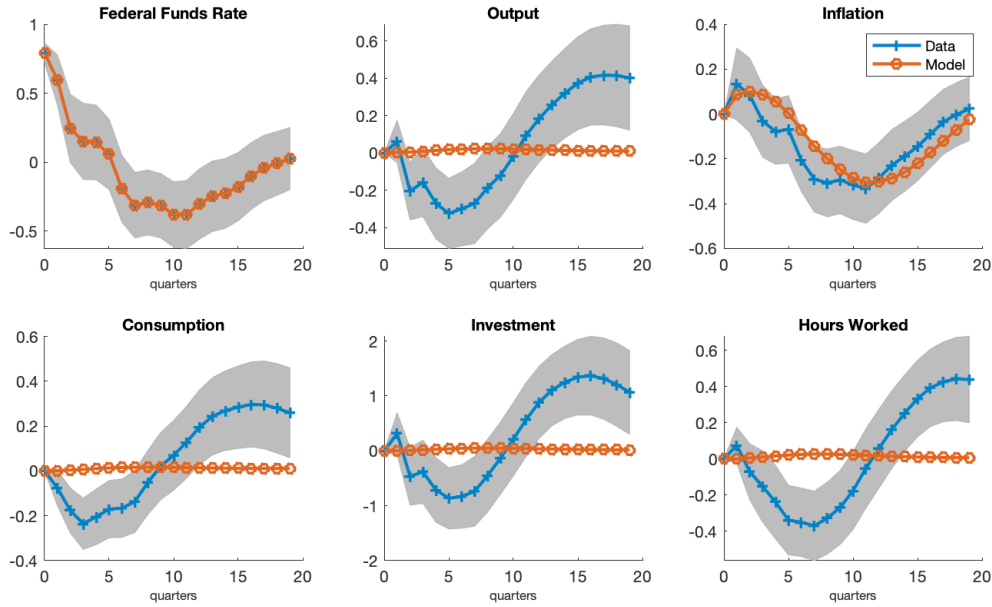 Federal Funds Rate
1
0.5
0
-0.5
0 5 10 15 20
quarters
Output
0.6
0.4
0.2
0
-0.2
-0.4
0 5 10 15 20
quarters
Inflation
0.4
0.2
0
-0.2
-0.4
-0.6
0 5 10 15 20
quarters
Data
Model
Consumption
0.6
0.4
0.2
0
-0.2
-0.4
0 5 10 15 20
quarters
Investment
2
1
0
-1
-2
0 5 10 15 20
quarters
Hours Worked
0.6
0.4
0.2
0
-0.2
-0.4
0 5 10 15 20
quarters